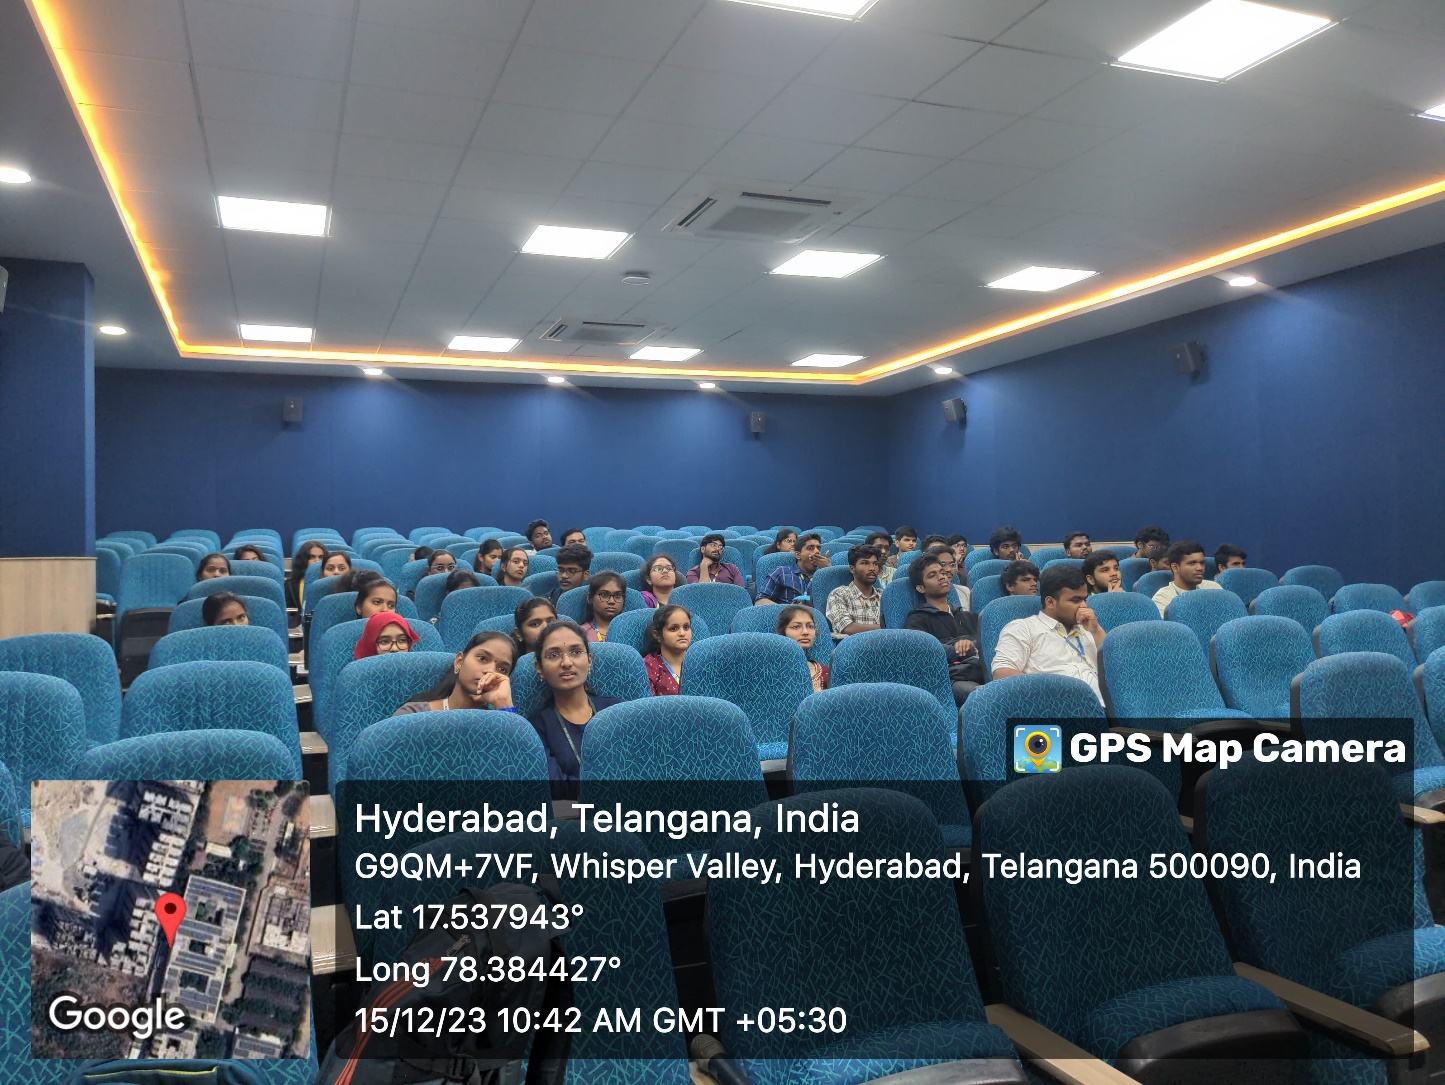 GPS Map Camera
Hyderabad, Telangana, India
G9QM+7VF, Whisper Valley, Hyderabad, Telangana 500090, India
Lat 17.537943°
Long 78.384427°
15/12/23 10:42 AM GMT +05:30
Google